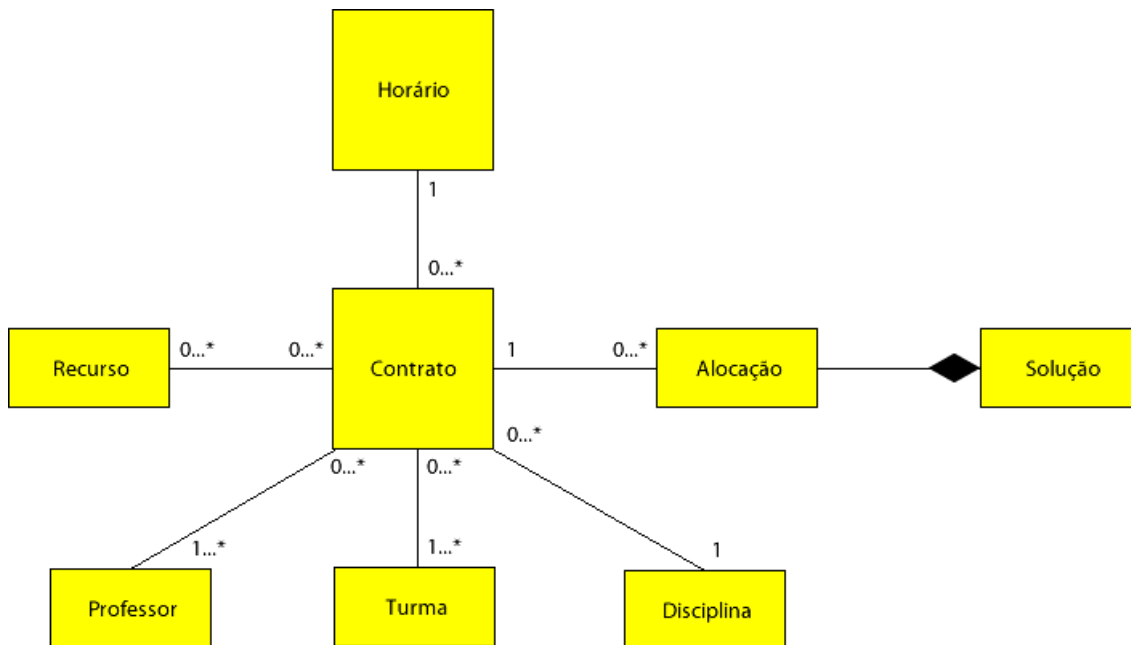 Horário
1
0...*
Recurso
0...*
0...*
Contrato
1
0...*
Alocação
Solução
0...*
0...*
0...*
1...*
1...*
1
Professor
Turma
Disciplina